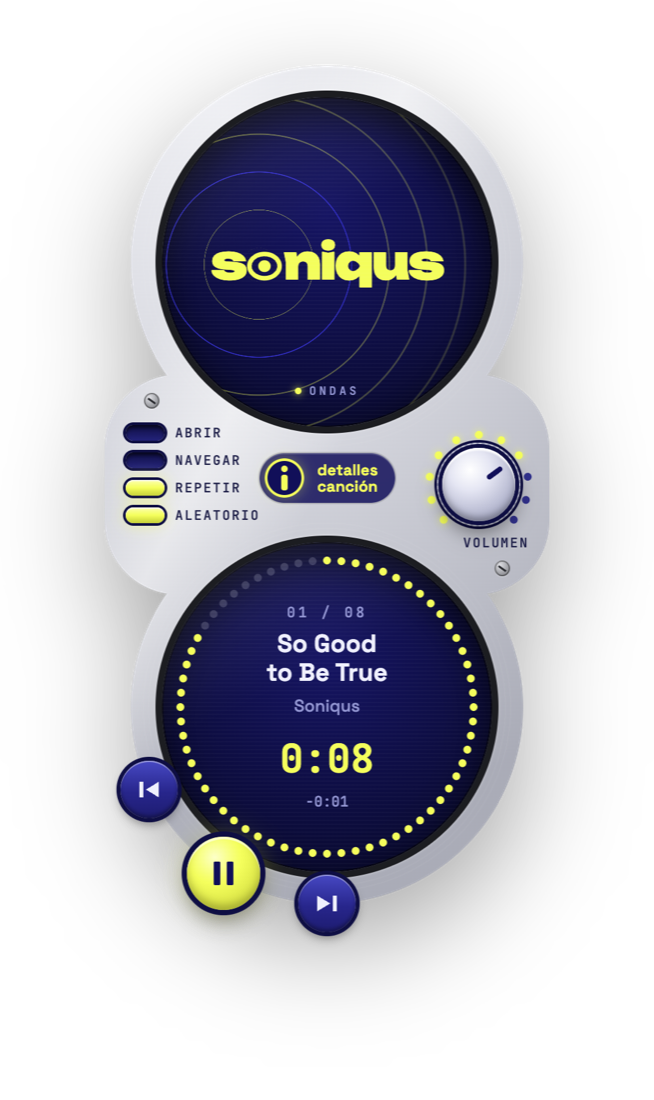 soniqus
ONDAS
ABRIR
NAVEGAR
REPETIR
ALEATORIO
detalles
canción
VOLUMEN
01 / 08
So Good
to Be True
Soniqus
0:08
-0:01